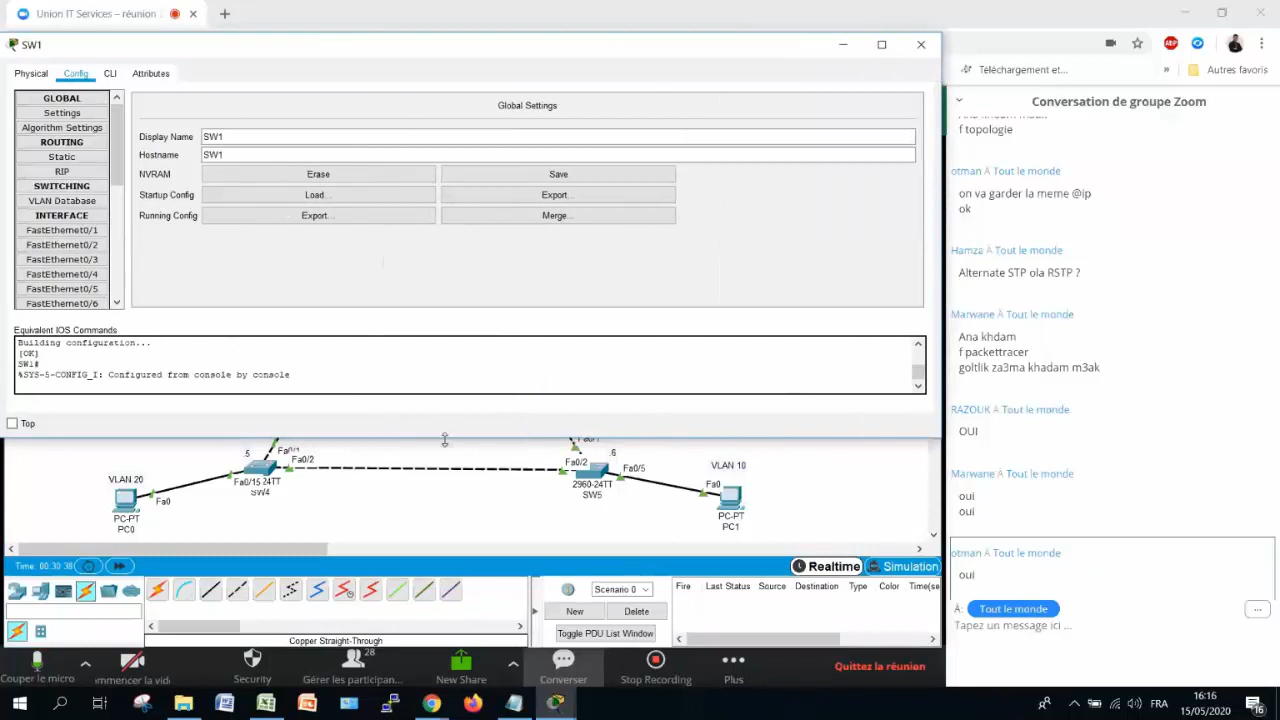 Union IT Services – réunion
SW1
Physical Config CLI Attributes
GLOBAL
Settings
Algorithm Settings
ROUTING
Static
RIP
SWITCHING
VLAN Database
INTERFACE
FastEthernet0/1
FastEthernet0/2
FastEthernet0/3
FastEthernet0/4
FastEthernet0/5
FastEthernet0/6
Global Settings
Display Name SW1
Hostname SW1
NVRAM Erase Save
Startup Config Load... Export...
Running Config Export... Merge...
Equivalent IOS Commands
Building configuration...
[OK]
SW1#
%SYS-5-CONFIG_I: Configured from console by console
Top
.5
Fa0/2
.6
Fa0/2
Fa0/5
VLAN 20
Fa0/15 24TT
SW4
Fa0
PC-PT
PC0
2960-24TT
SW5
VLAN 10
Fa0
PC-PT
PC1
Time: 00:30:38
Realtime Simulation
Scenario 0
New Delete
Toggle PDU List Window
Fire Last Status Source Destination Type Color Time(se
Copper Straight-Through
Couper le micro
Security
28
Gérer les participan...
New Share
Converser
Stop Recording
Plus
Quittez la réunion
Téléchargement et...
» Autres favoris
Conversation de groupe Zoom
f topologie
otman À Tout le monde
on va garder la meme @ip
ok
Hamza À Tout le monde
Alternate STP ola RSTP ?
Marwane À Tout le monde
Ana khdam
f packettracer
goltlik za3ma khadam m3ak
RAZOUK À Tout le monde
OUI
Marwane À Tout le monde
oui
oui
otman À Tout le monde
oui
À: Tout le monde
Tapez un message ici ...
FRA
16:16
15/05/2020
16